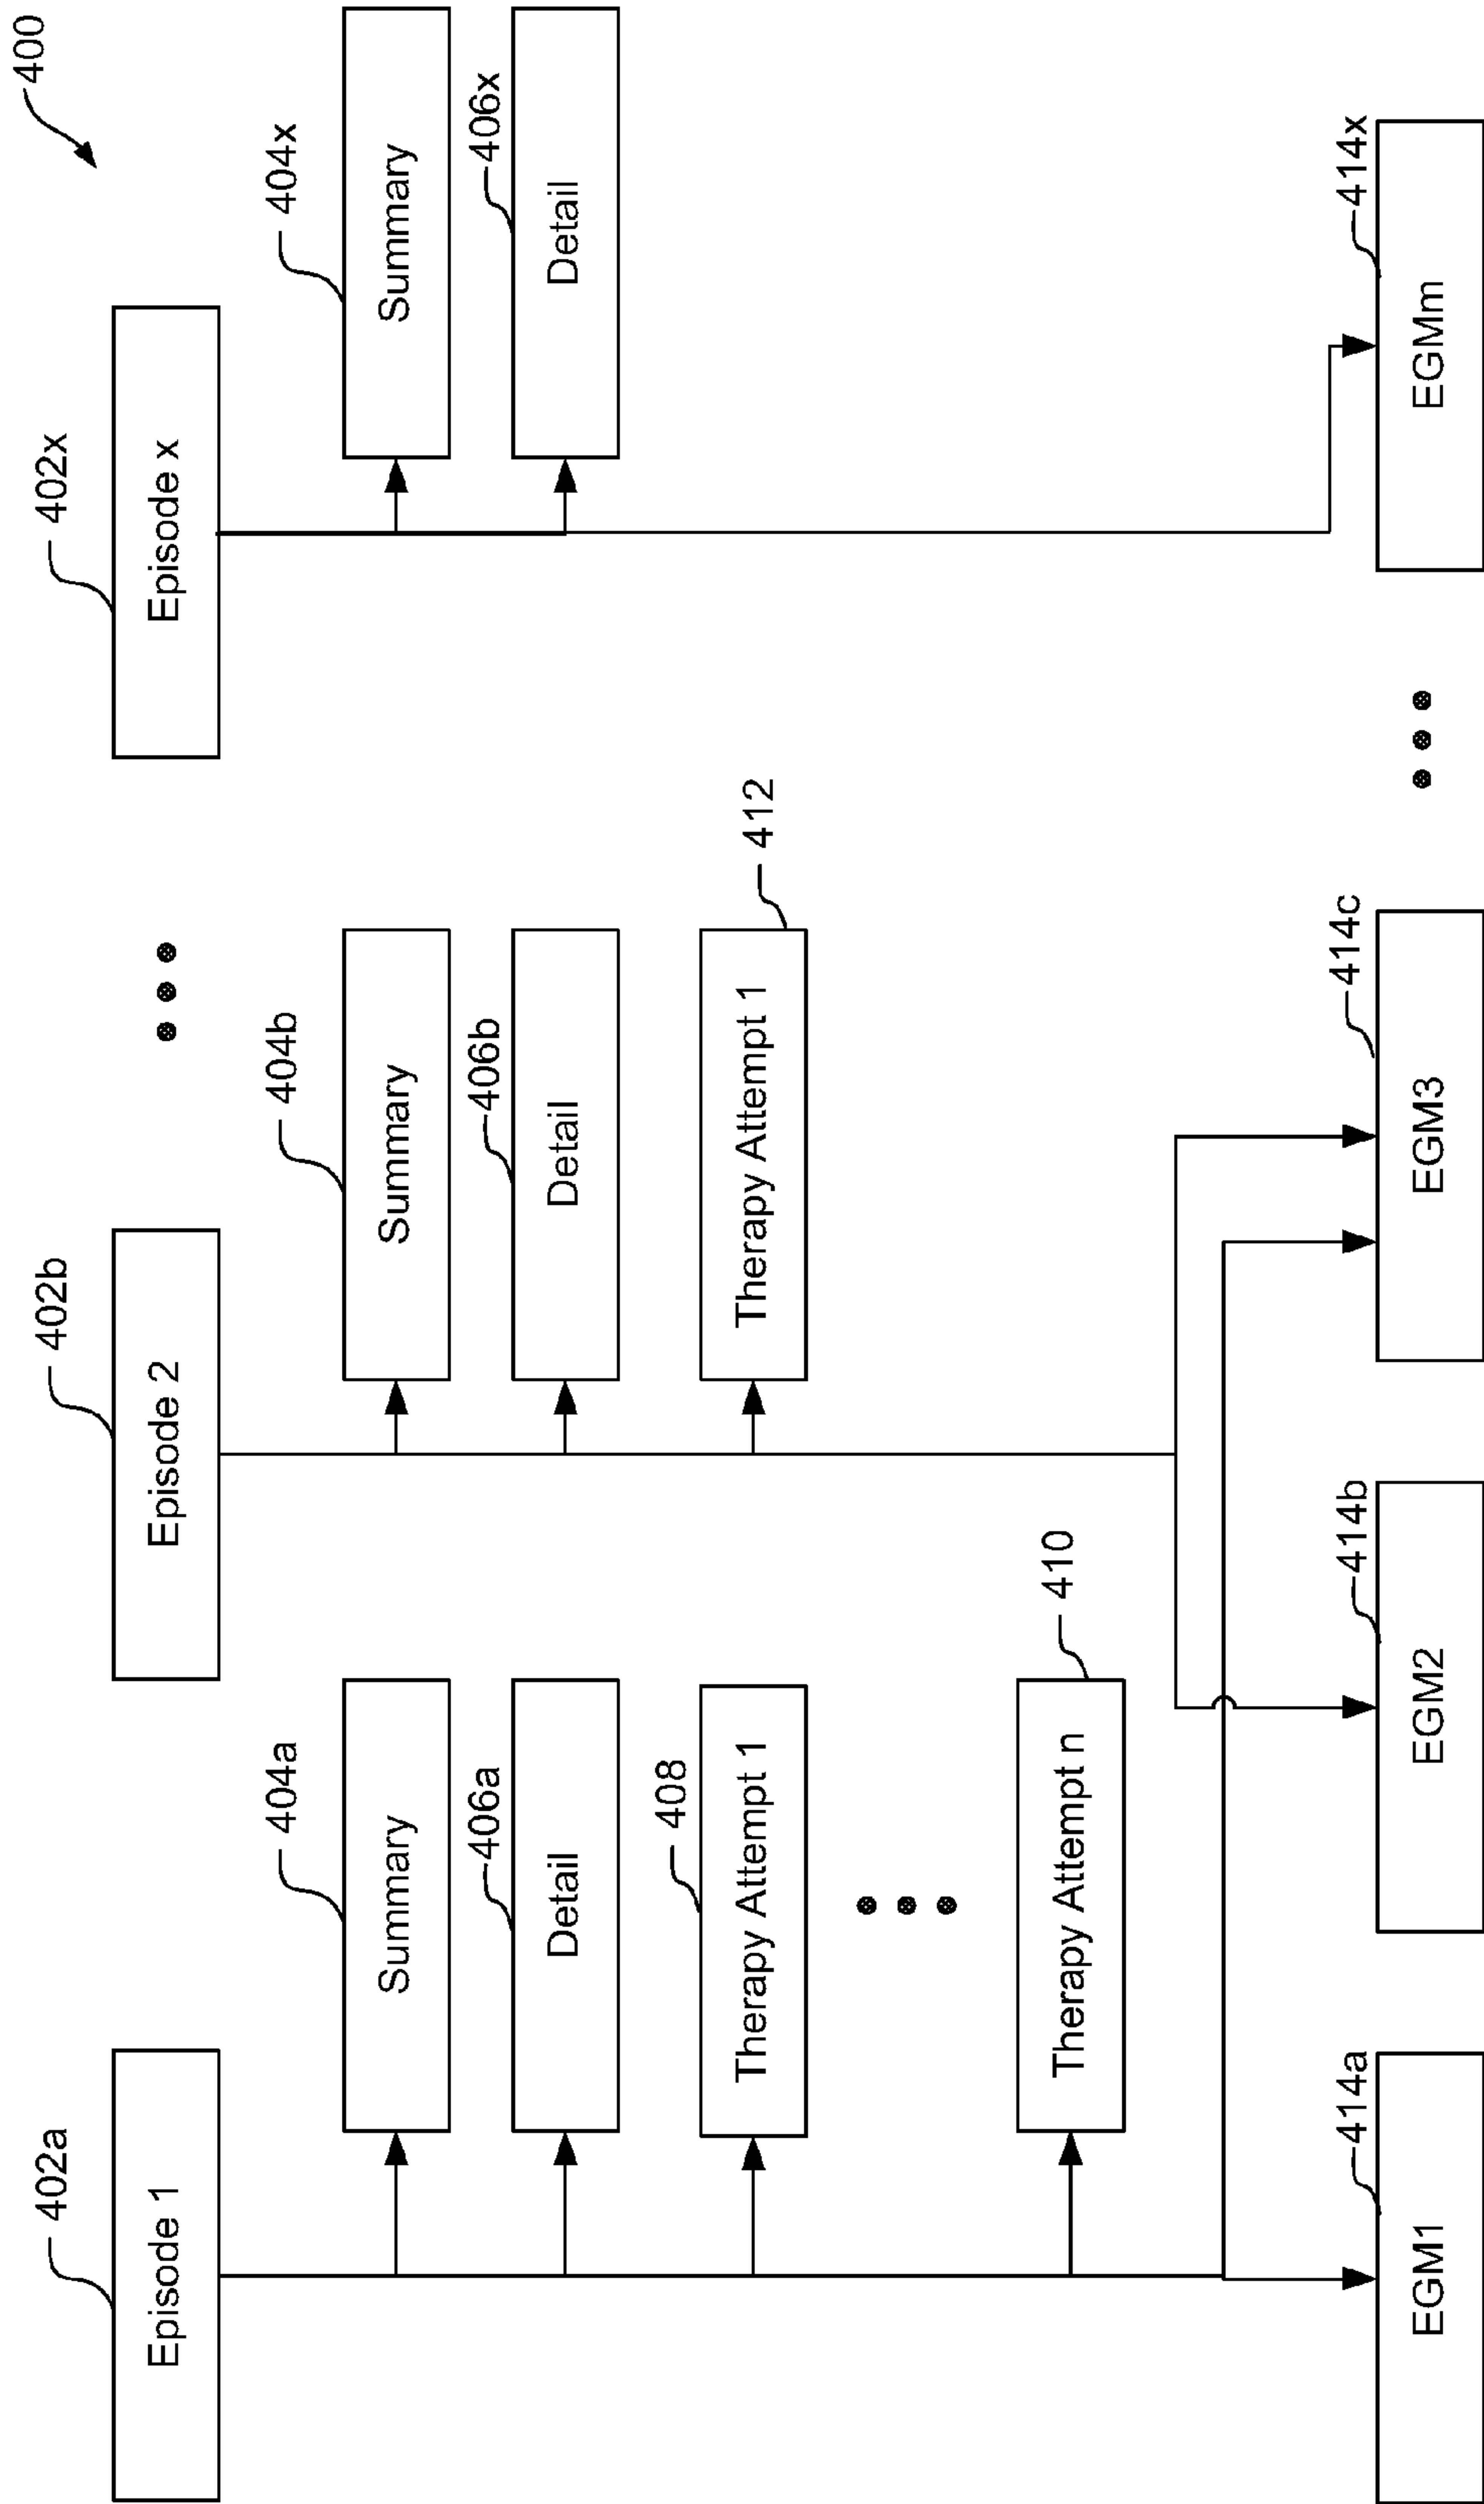 400
402a
402b
402x
Episode 1
Episode 2
Episode x
404a
404b
404x
Summary
Summary
Summary
406a
406b
406x
Detail
Detail
Detail
408
412
Therapy Attempt 1
Therapy Attempt 1
410
Therapy Attempt n
414a
414b
414c
414x
EGM1
EGM2
EGM3
EGMm